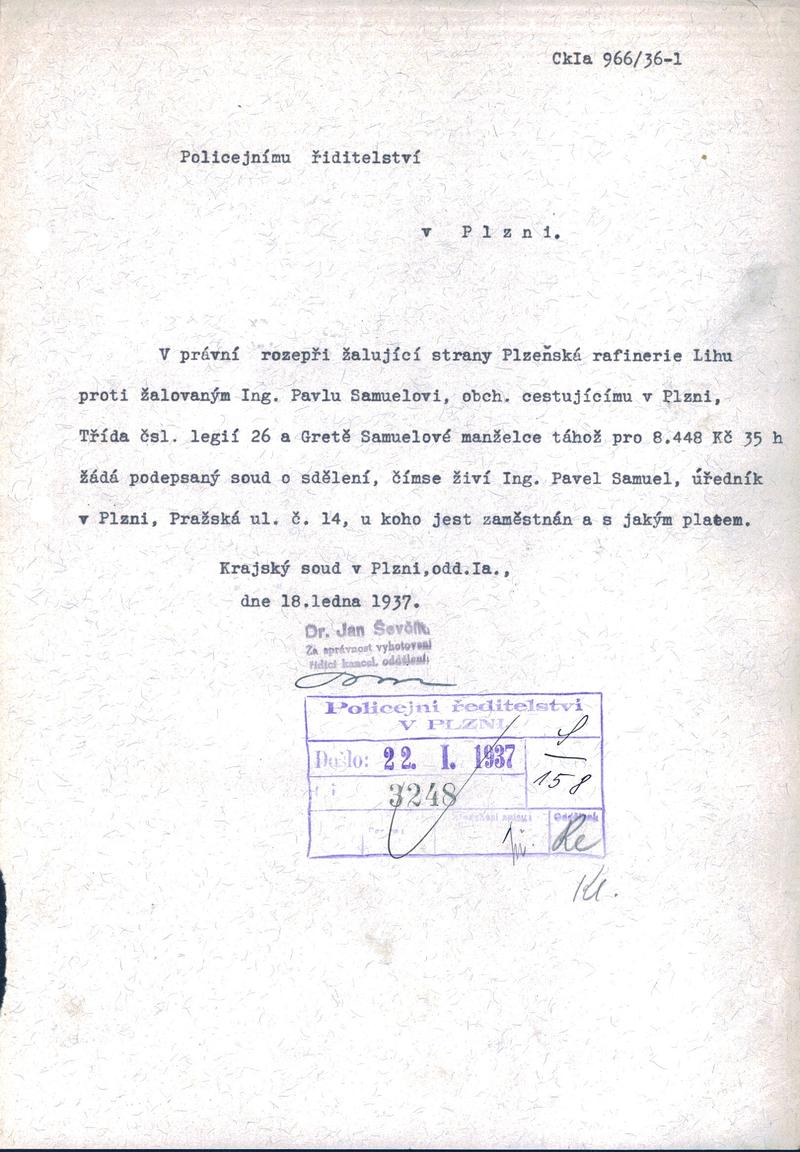 CkIa 966/36-1
Policejnímu řiditelství
v Plzni.
V právní rozepři žalující strany Plzeňská rafinerie Lihu
proti žalovaným Ing. Pavlu Samuelovi, obch. cestujícímu v Plzni,
Třída čsl. legií 26 a Gretě Samuelové manželce táhož pro 8.448 Kč 35 h
žádá podepsaný soud o sdělení, čímse živí Ing. Pavel Samuel, úředník
v Plzni, Pražská ul. č. 14, u koho jest zaměstnán a s jakým platem.
Krajský soud v Plzni,odd.Ia.,
dne 18.ledna 1937.
Dr. Jan Ševčík,
Za správnost vyhotovení
řídící kancel. oddělení:
Policejní ředitelství
V PLZNI
Došlo: 22. I. 1937
158
3248
Kl.